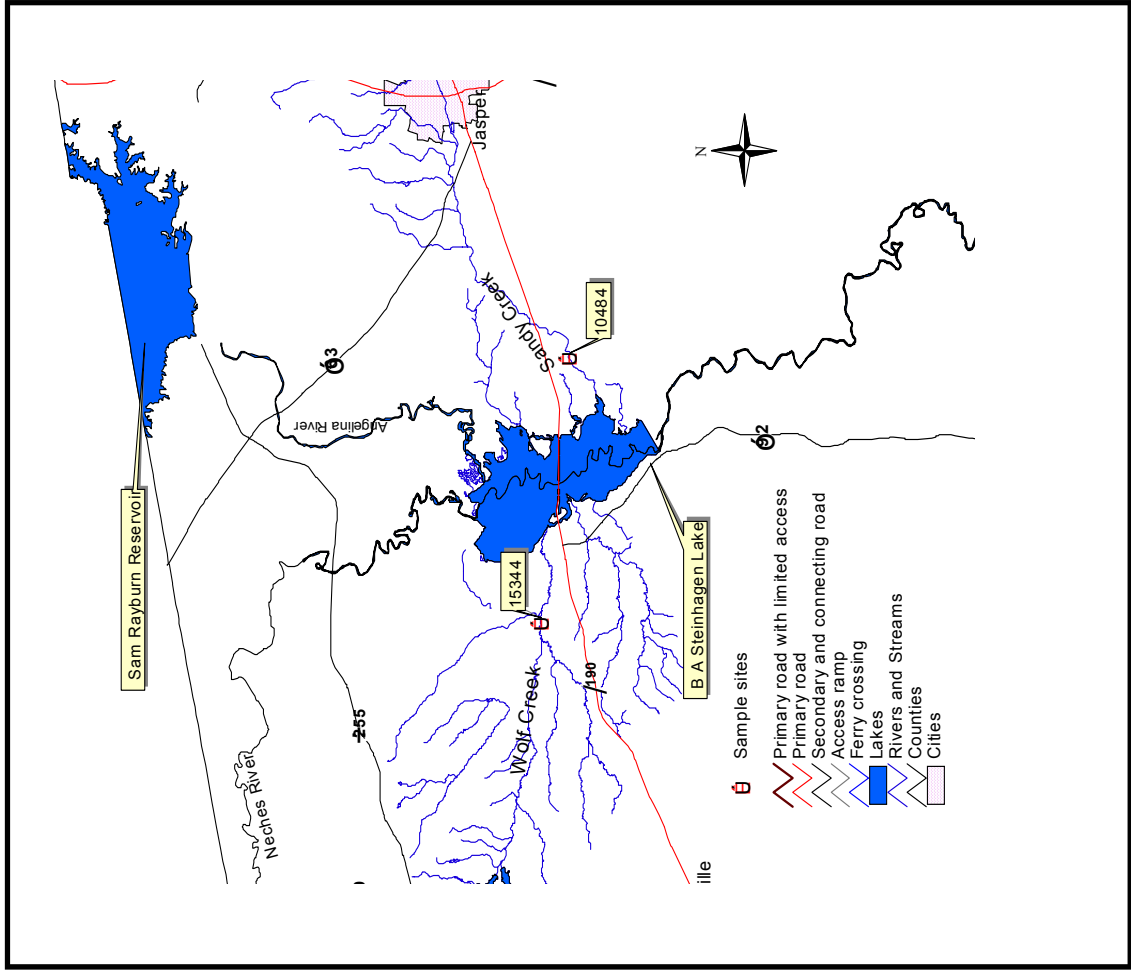 Sam Rayburn Reservoir
Jasper
N
63
Angelina River
Sandy Creek
10484
92
15344
255
Neches River
Wolf Creek
190
B A Steinhagen Lake
ille
Sample sites
Primary road with limited access
Primary road
Secondary and connecting road
Access ramp
Ferry crossing
Lakes
Rivers and Streams
Counties
Cities